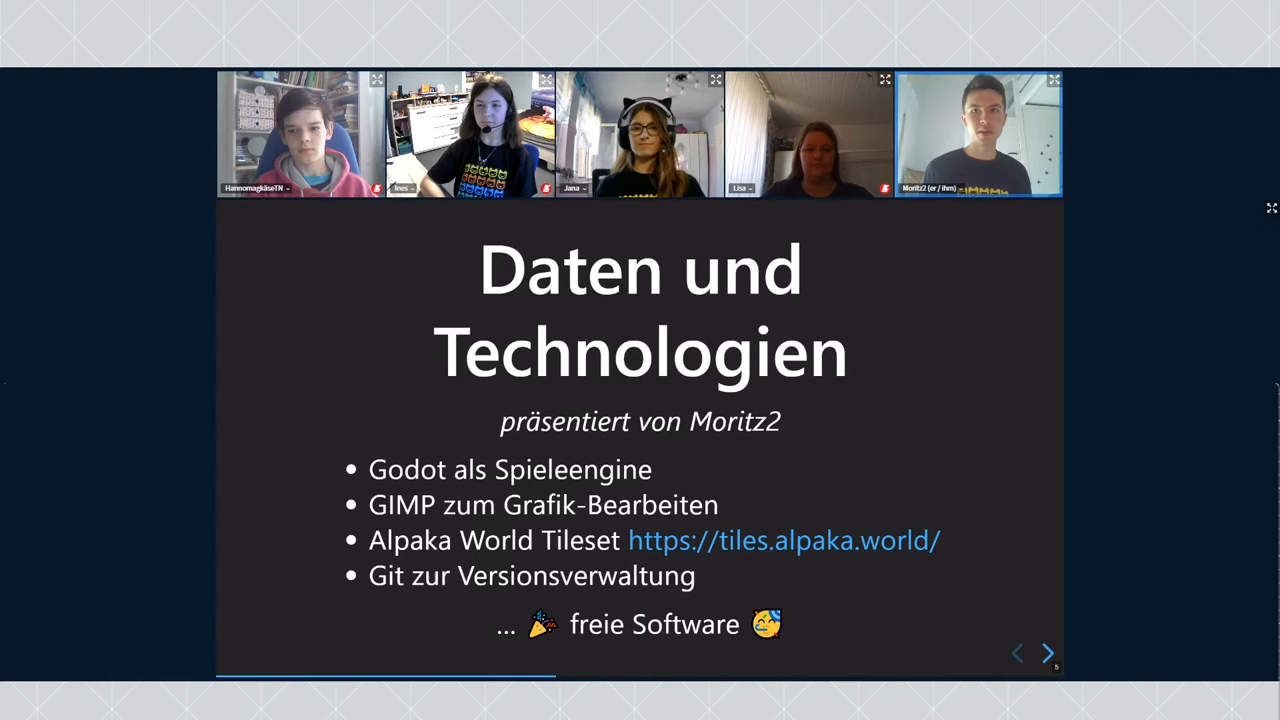 HannomagkäseTN
Ines
Jana
Lisa
Moritz2 (er / ihm)
Daten und
Technologien
präsentiert von Moritz2
• Godot als Spieleengine
• GIMP zum Grafik-Bearbeiten
• Alpaka World Tileset https://tiles.alpaka.world/
• Git zur Versionsverwaltung
... 🎉 freie Software 🥳
5